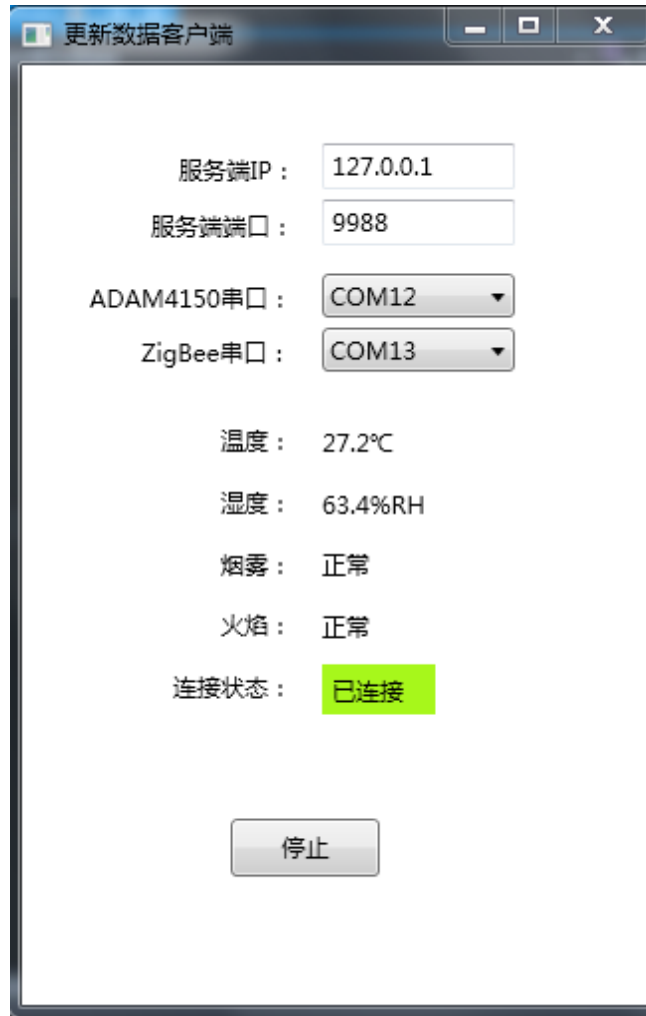 更新数据客户端
服务端IP： 127.0.0.1
服务端端口： 9988
ADAM4150串口： COM12
ZigBee串口： COM13
温度： 27.2℃
湿度： 63.4%RH
烟雾： 正常
火焰： 正常
连接状态： 已连接
停止